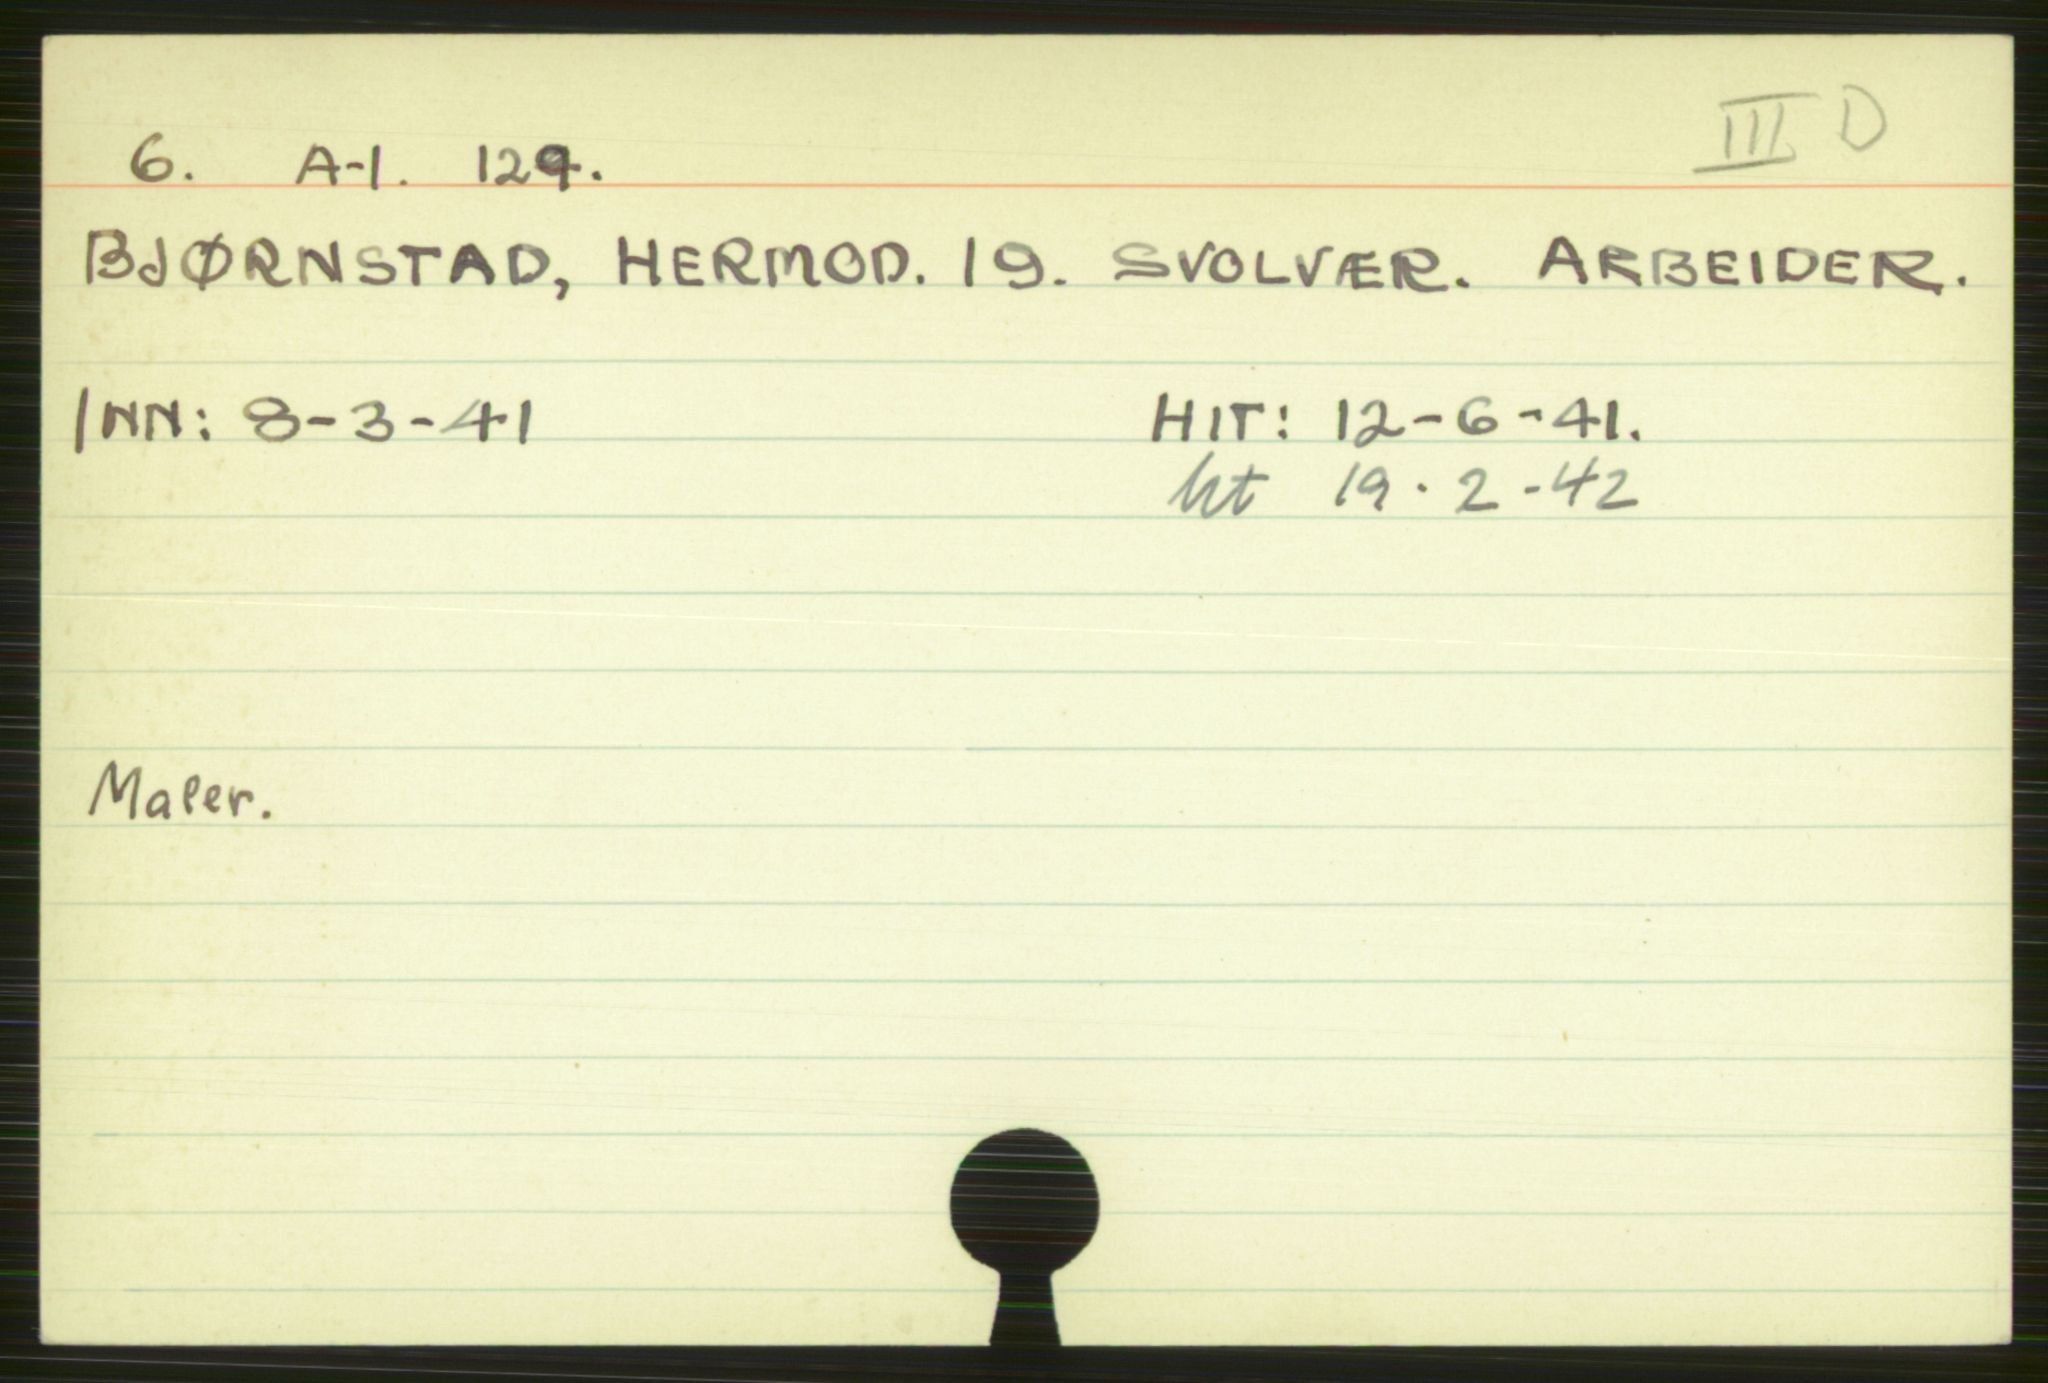 III D
6. A-1. 129.
BJØRNSTAD, HERMOD. 19. SVOLVÆR. ARBEIDER.
INN: 8-3-41 HIT: 12-6-41.
ht 19.2-42
Maler.